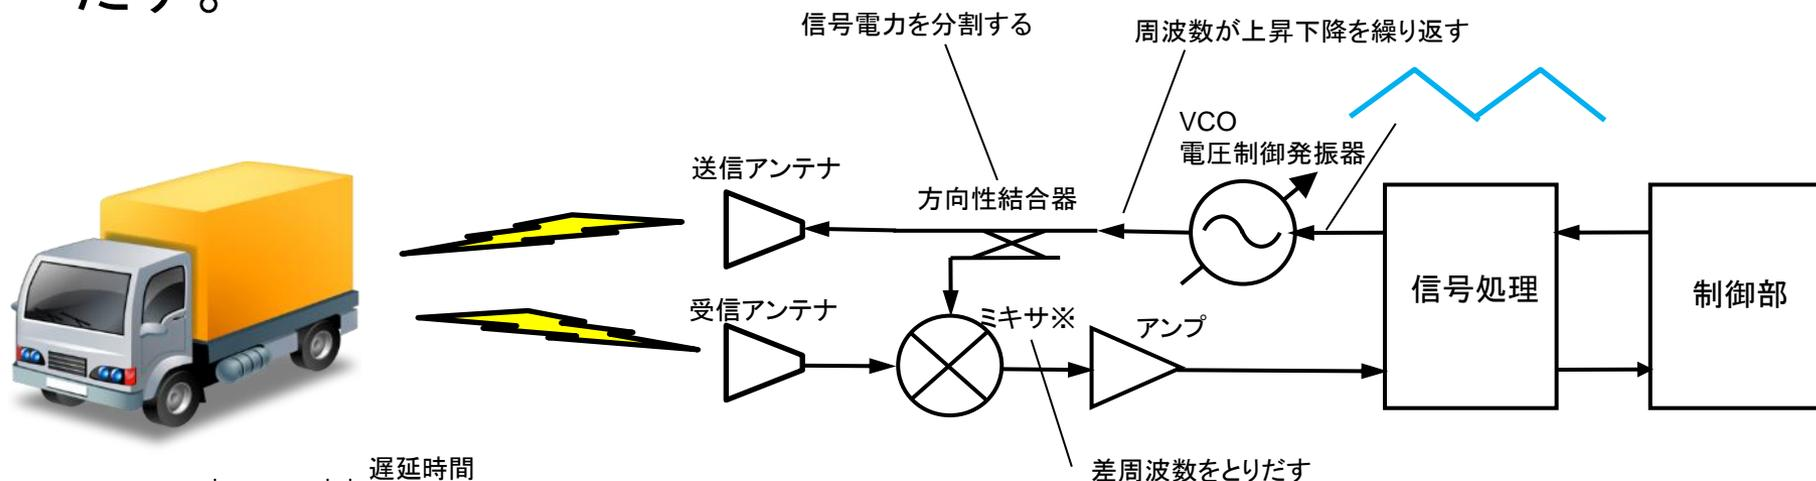 だす。
信号電力を分割する
周波数が上昇下降を繰り返す
VCO
電圧制御発振器
送信アンテナ
方向性結合器
受信アンテナ
ミキサ※
アンプ
信号処理
制御部
遅延時間
差周波数をとりだす